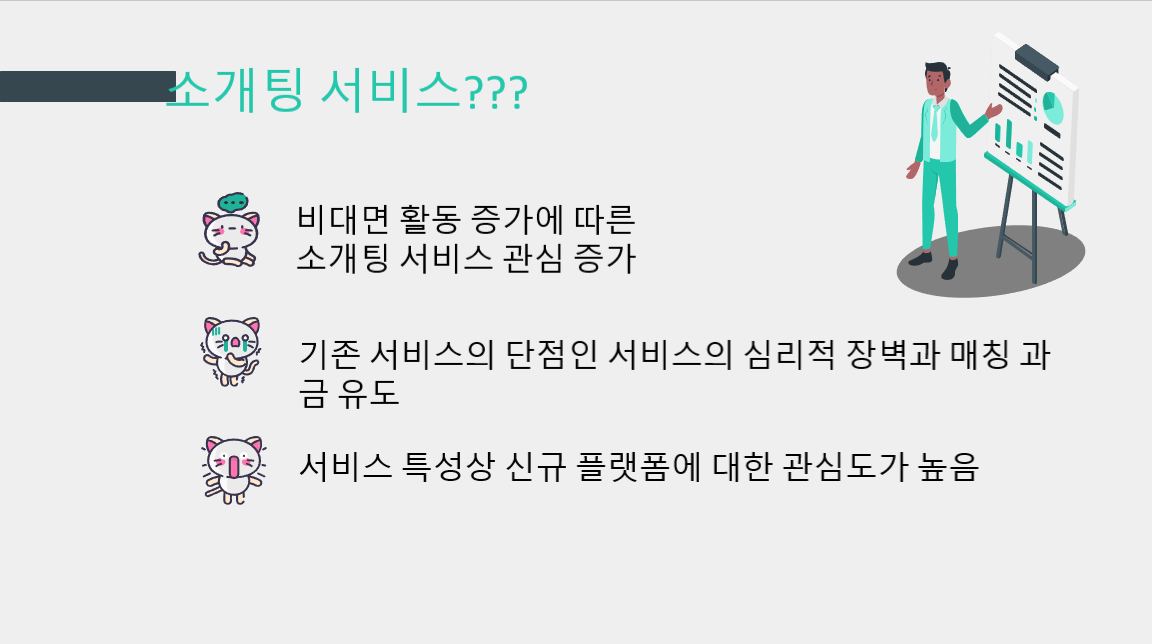 소개팅 서비스???
비대면 활동 증가에 따른
소개팅 서비스 관심 증가
기존 서비스의 단점인 서비스의 심리적 장벽과 매칭 과
금 유도
서비스 특성상 신규 플랫폼에 대한 관심도가 높음